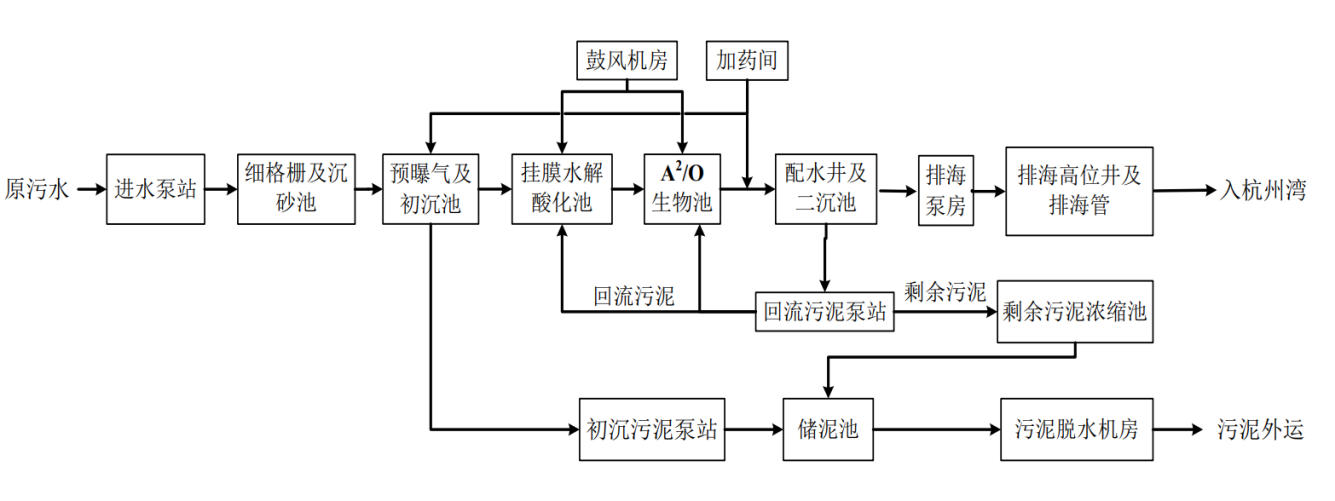 鼓风机房
加药间
原污水
进水泵站
细格栅及沉
砂池
预曝气及
初沉池
挂膜水解
酸化池
A²/O
生物池
配水井及
二沉池
排海
泵房
排海高位井及
排海管
入杭州湾
回流污泥
回流污泥泵站
剩余污泥
剩余污泥浓缩池
初沉污泥泵站
储泥池
污泥脱水机房
污泥外运